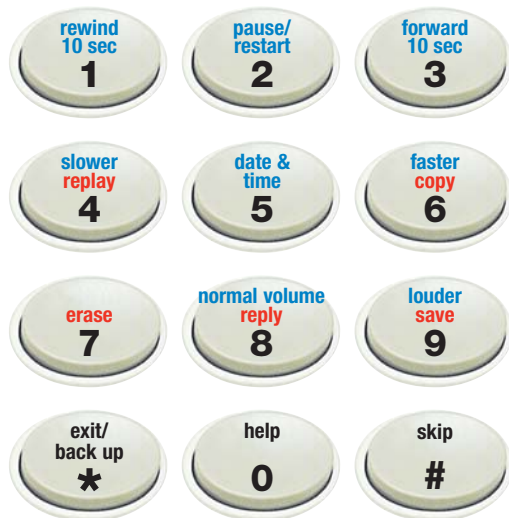 rewind
10 sec
1
pause/
restart
2
forward
10 sec
3
slower
replay
4
date &
time
5
faster
copy
6
erase
7
normal volume
reply
8
louder
save
9
exit/
back up
*
help
0
skip
#